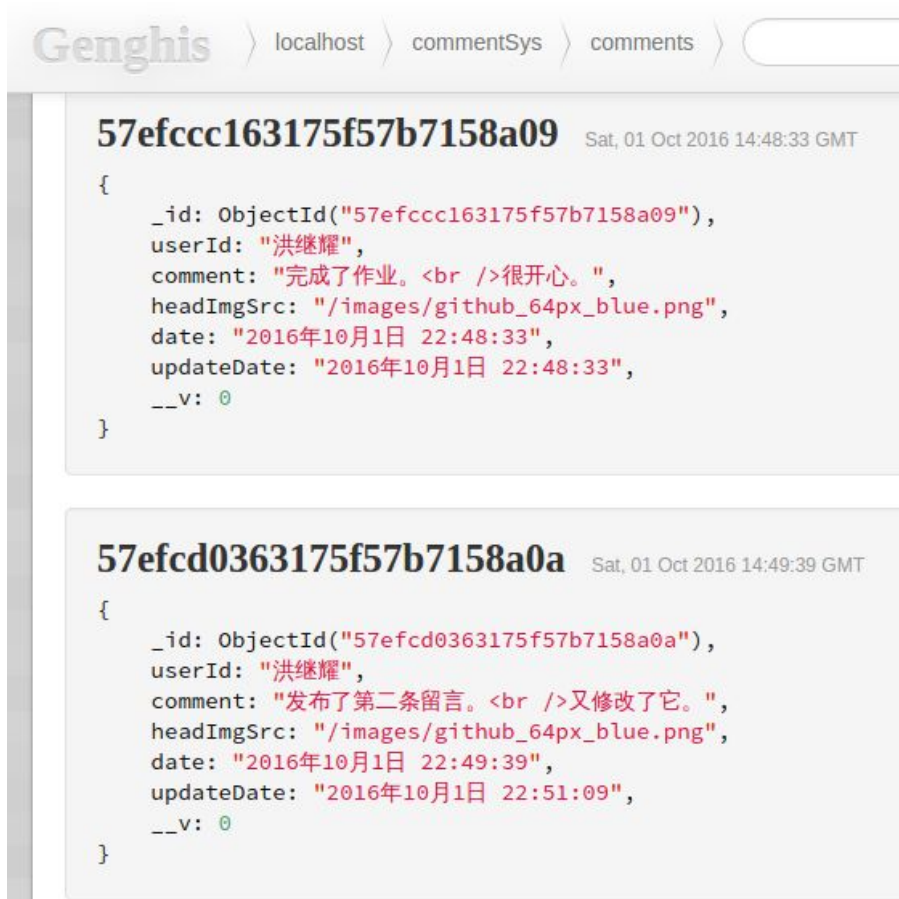 Genghis localhost commentSys comments
57efccc163175f57b7158a09 Sat, 01 Oct 2016 14:48:33 GMT
{
    _id: ObjectId("57efccc163175f57b7158a09"),
    userId: "洪继耀",
    comment: "完成了作业。<br />很开心。",
    headImgSrc: "/images/github_64px_blue.png",
    date: "2016年10月1日 22:48:33",
    updateDate: "2016年10月1日 22:48:33",
    __v: 0
}
57efcd0363175f57b7158a0a Sat, 01 Oct 2016 14:49:39 GMT
{
    _id: ObjectId("57efcd0363175f57b7158a0a"),
    userId: "洪继耀",
    comment: "发布了第二条留言。<br />又修改了它。",
    headImgSrc: "/images/github_64px_blue.png",
    date: "2016年10月1日 22:49:39",
    updateDate: "2016年10月1日 22:51:09",
    __v: 0
}